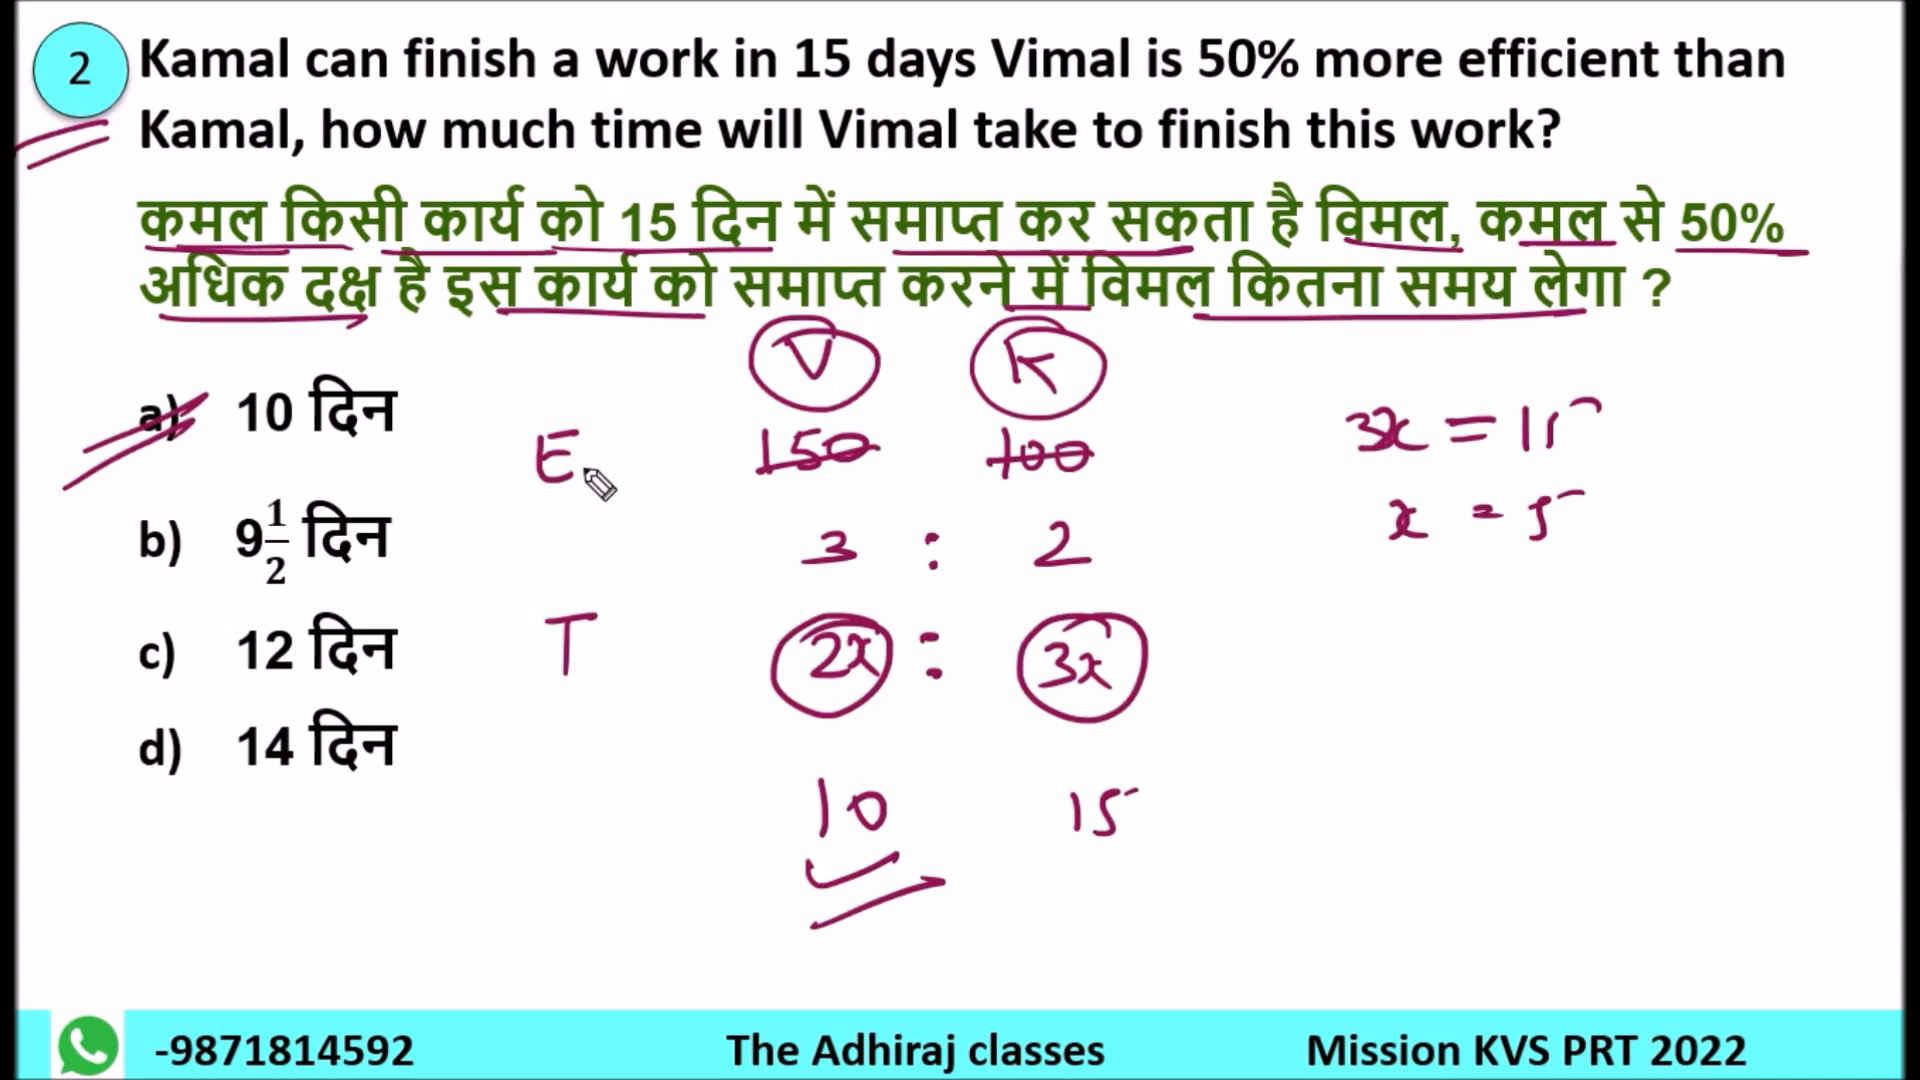 2
Kamal can finish a work in 15 days Vimal is 50% more efficient than
Kamal, how much time will Vimal take to finish this work?
कमल किसी कार्य को 15 दिन में समाप्त कर सकता है विमल, कमल से 50%
अधिक दक्ष है इस कार्य को समाप्त करने में विमल कितना समय लेगा ?
V K
a) 10 दिन
E 150 100
3x = 15
x = 5
b) 9 1/2 दिन
3 : 2
c) 12 दिन
T 2x : 3x
d) 14 दिन
10 15
-9871814592 The Adhiraj classes Mission KVS PRT 2022